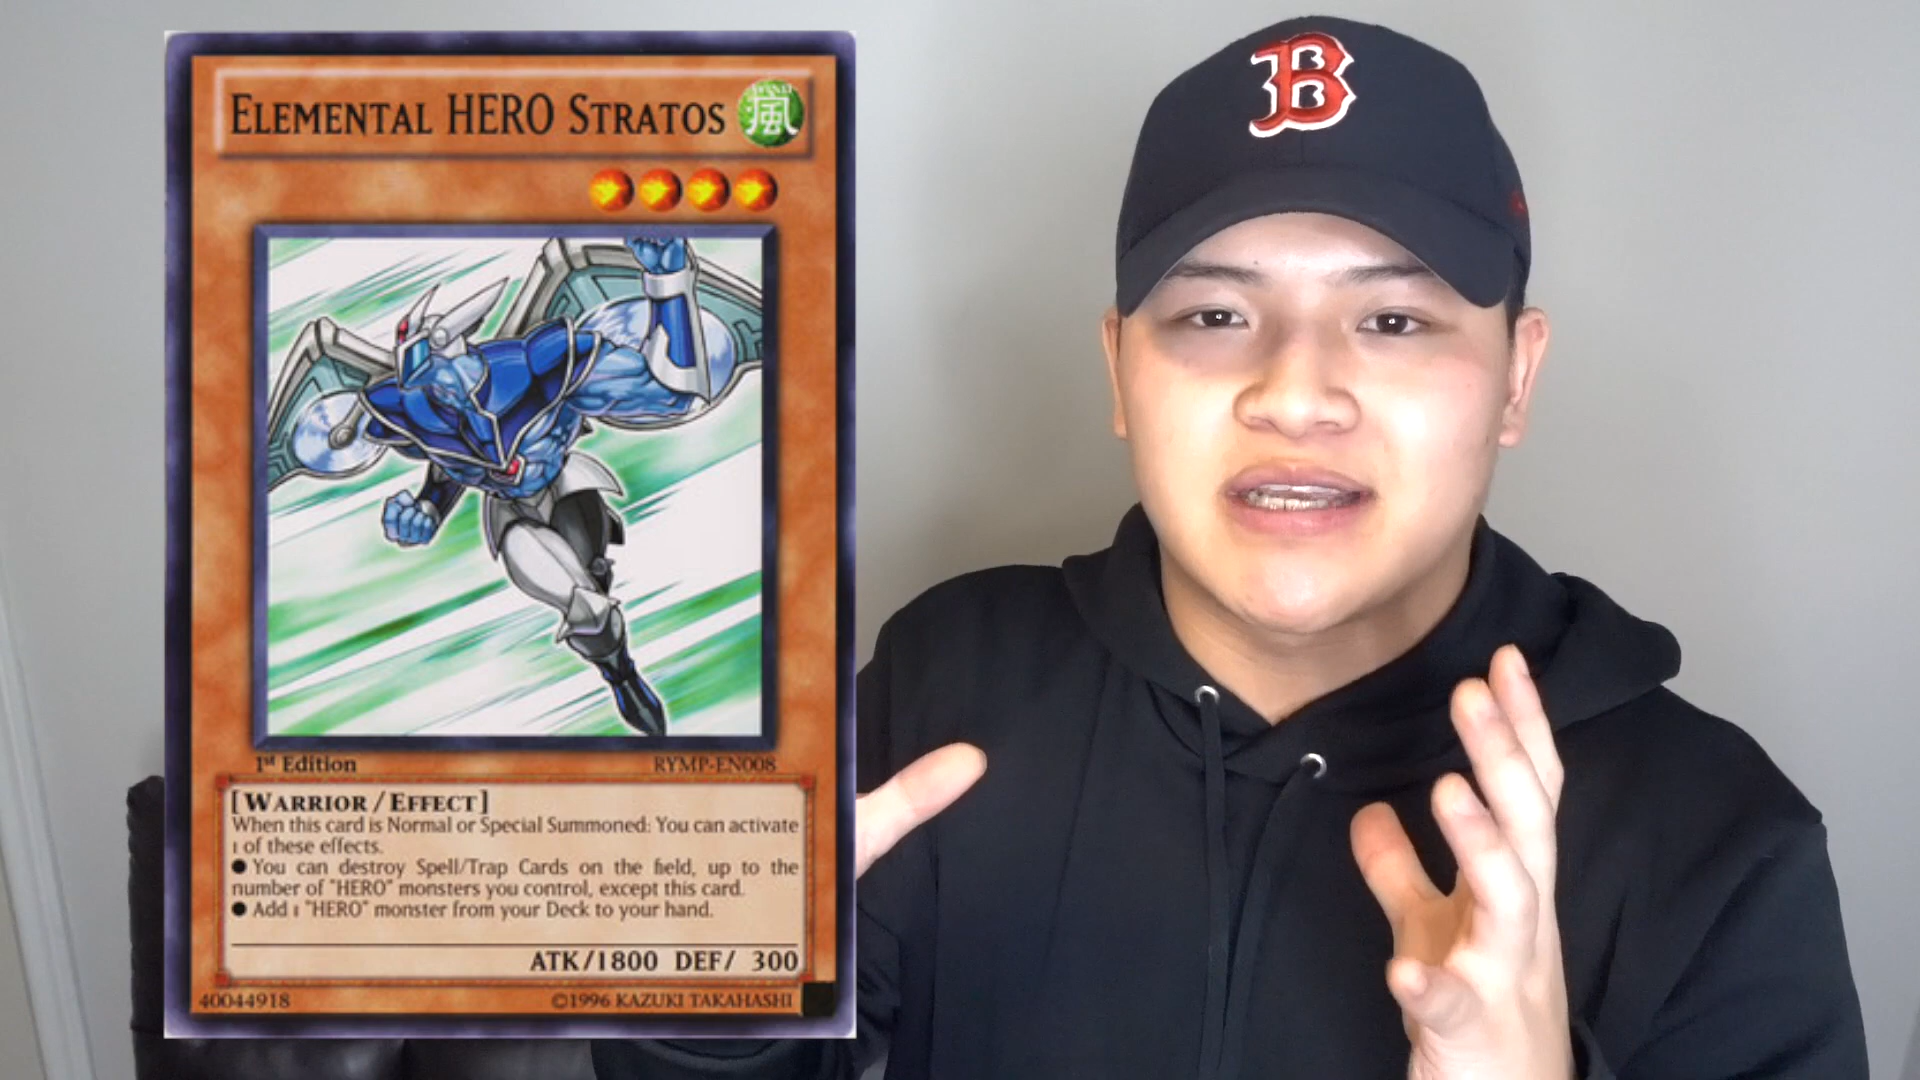 B
ELEMENTAL HERO STRATOS
WIND
風
1st Edition
RYMP-EN008
[WARRIOR/EFFECT]
When this card is Normal or Special Summoned: You can activate
1 of these effects.
● You can destroy Spell/Trap Cards on the field, up to the
number of "HERO" monsters you control, except this card.
● Add 1 "HERO" monster from your Deck to your hand.
ATK/1800 DEF/ 300
40044918
©1996 KAZUKI TAKAHASHI